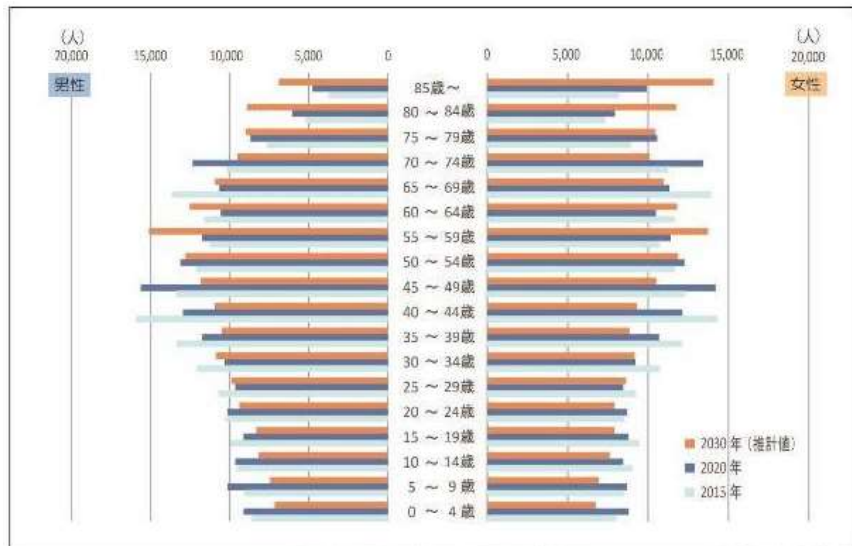 (人) (人)
20,000 15,000 10,000 5,000 0 0 5,000 10,000 15,000 20,000
男性 女性
85歳～
80 ～ 84歳
75 ～ 79歳
70 ～ 74歳
65 ～ 69歳
60 ～ 64歳
55 ～ 59歳
50 ～ 54歳
45 ～ 49歳
40 ～ 44歳
35 ～ 39歳
30 ～ 34歳
25 ～ 29歳
20 ～ 24歳
15 ～ 19歳
10 ～ 14歳
5 ～ 9歳
0 ～ 4歳
2030年（推計値）
2020年
2015年